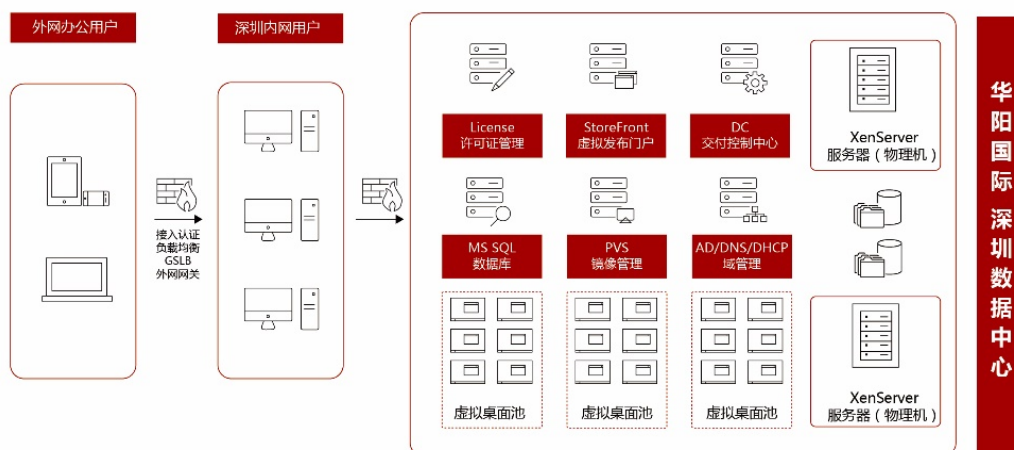 外网办公用户
深圳内网用户
接入认证
负载均衡
GSLB
外网网关
License
许可证管理
StoreFront
虚拟发布门户
DC
交付控制中心
MS SQL
数据库
PVS
镜像管理
AD/DNS/DHCP
域管理
虚拟桌面池
虚拟桌面池
虚拟桌面池
XenServer
服务器（物理机）
XenServer
服务器（物理机）
华阳国际 深圳数据中心